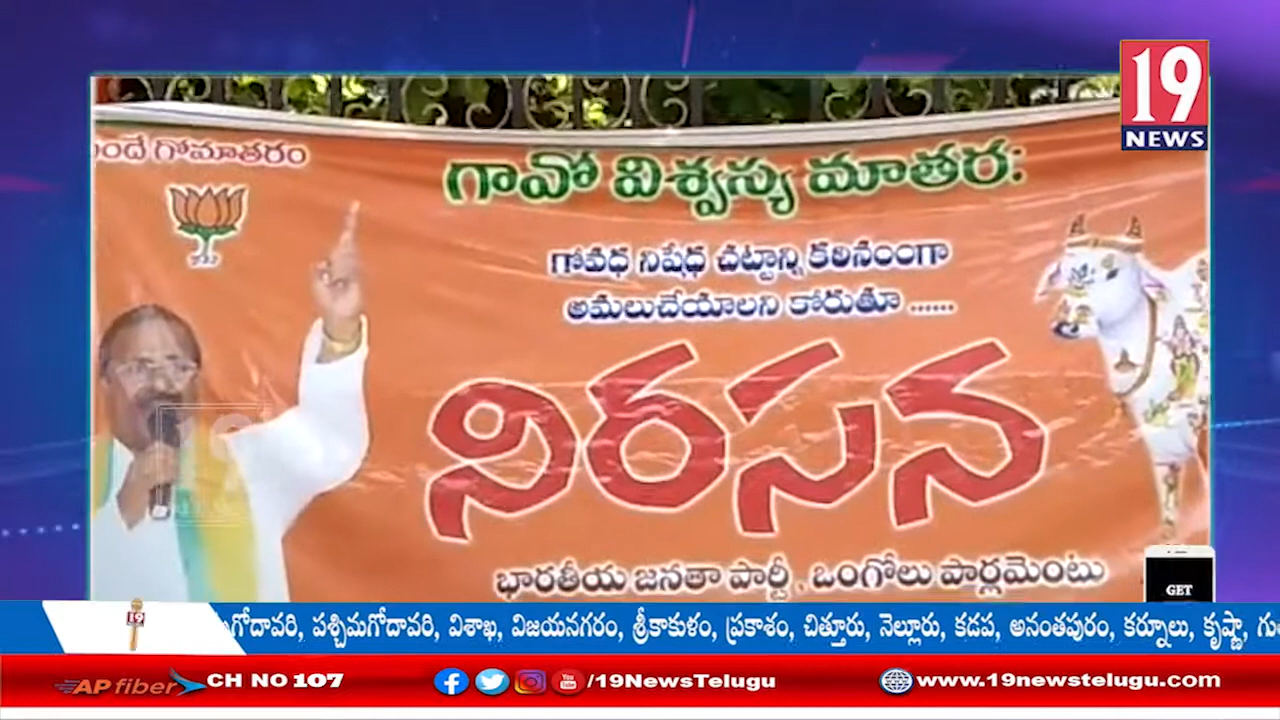 19
NEWS
వందే గోమాతరం
గావో విశ్వస్య మాతర:
గోవధ నిషేధ చట్టాన్ని కఠినంంగా
అమలుచేయాలని కోరుతూ ......
నిరసన
భారతీయ జనతా పార్టీ . ఒంగోలు పార్లమెంటు
GET
19
గోదావరి, పశ్చిమగోదావరి, విశాఖ, విజయనగరం, శ్రీకాకుళం, ప్రకాశం, చిత్తూరు, నెల్లూరు, కడప, అనంతపురం, కర్నూలు, కృష్ణా,
AP fiber CH NO 107 /19NewsTelugu www.19newstelugu.com